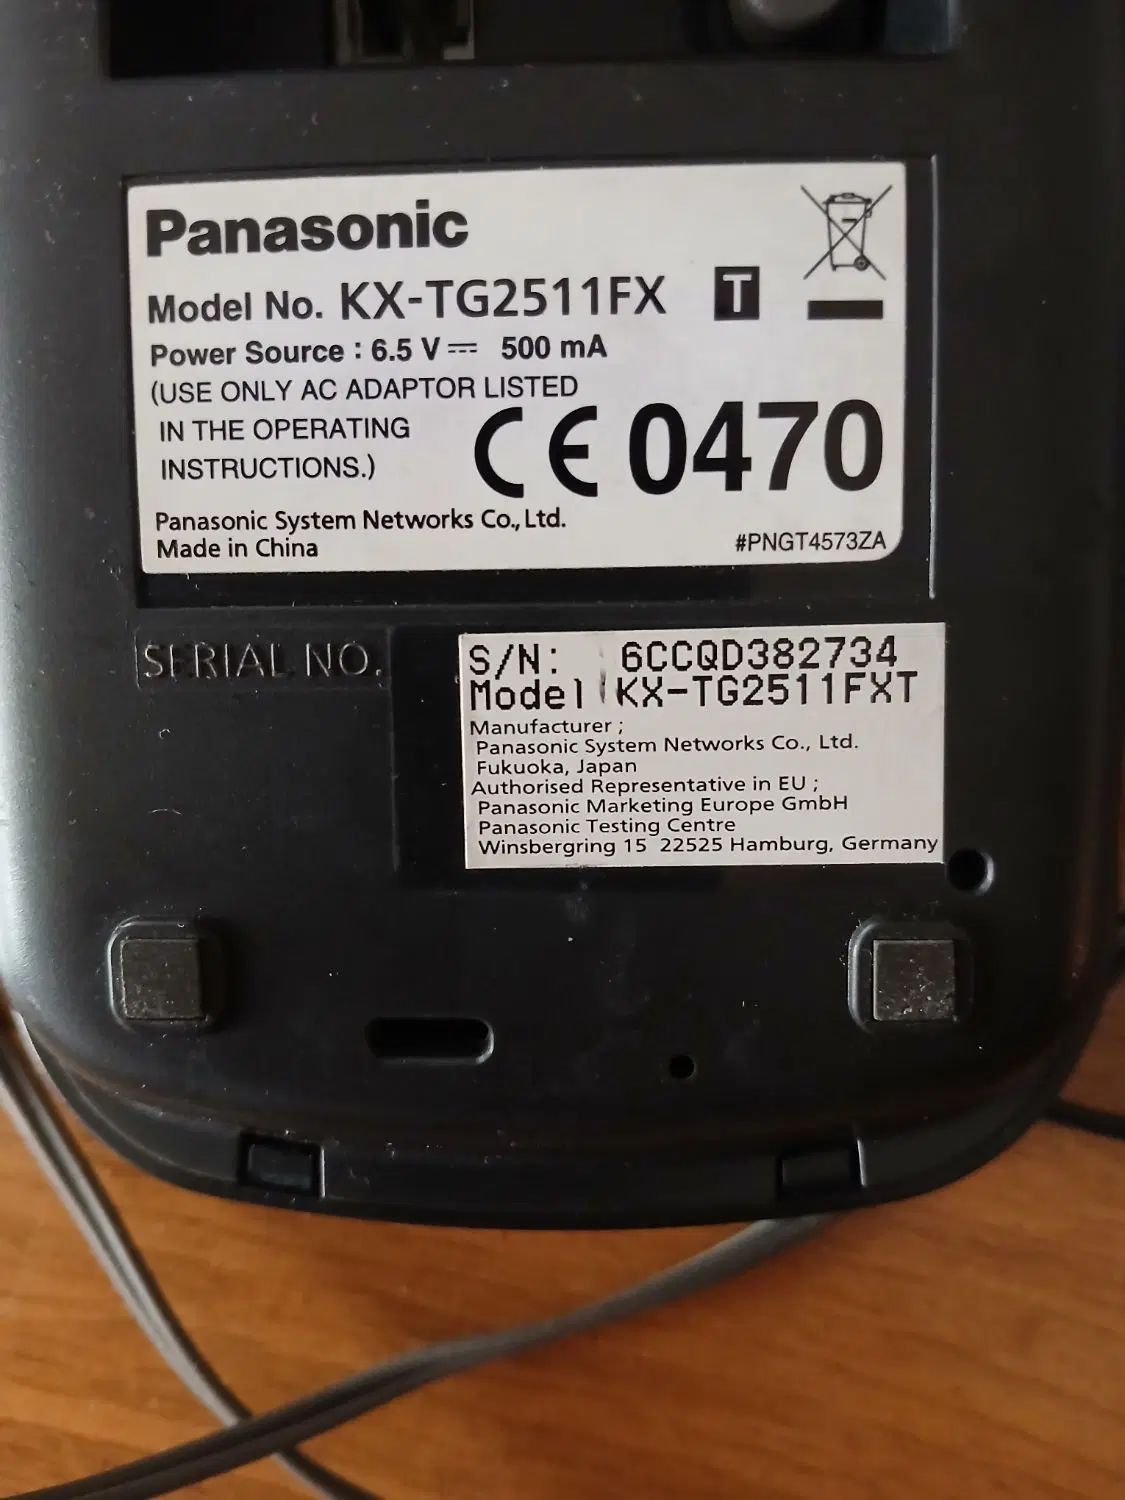 Panasonic
Model No. KX-TG2511FX T
Power Source : 6.5 V ⎓ 500 mA
(USE ONLY AC ADAPTOR LISTED
IN THE OPERATING
INSTRUCTIONS.)
CE 0470
Panasonic System Networks Co., Ltd.
Made in China
#PNGT4573ZA
SERIAL NO.
S/N: 6CCQD382734
Model KX-TG2511FXT
Manufacturer ;
Panasonic System Networks Co., Ltd.
Fukuoka, Japan
Authorised Representative in EU ;
Panasonic Marketing Europe GmbH
Panasonic Testing Centre
Winsbergring 15 22525 Hamburg, Germany